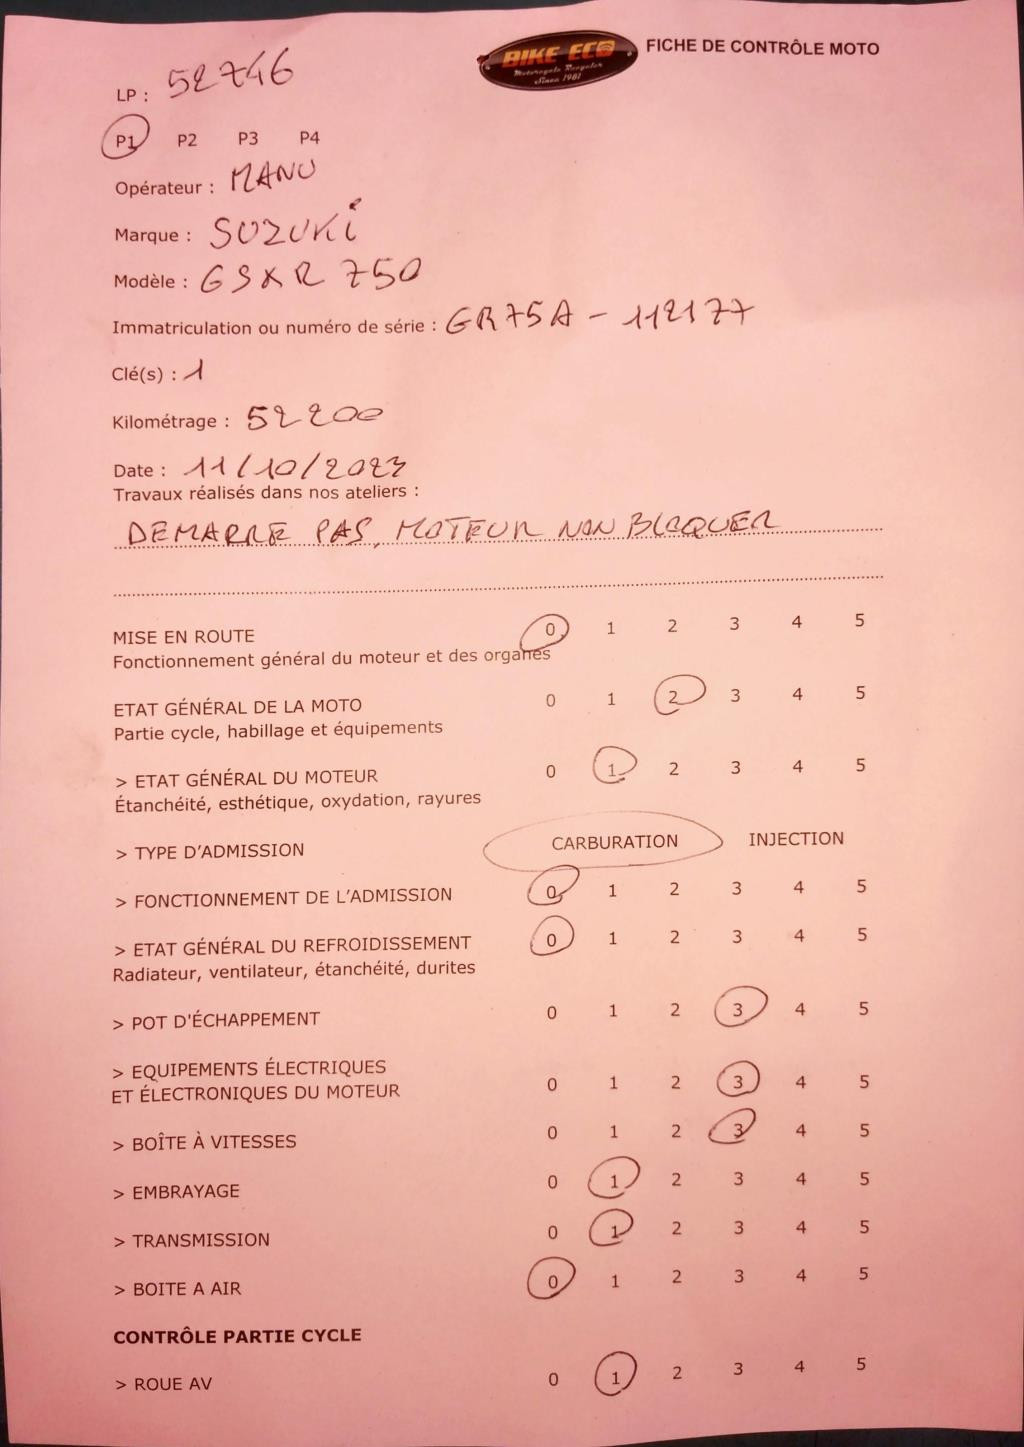 BIKE ECO
Motorcycle Recycler
Since 1981
FICHE DE CONTRÔLE MOTO
LP : 52746
P1 P2 P3 P4
Opérateur : MANU
Marque : SUZUKi
Modèle : GSXR 750
Immatriculation ou numéro de série : GR75A - 112177
Clé(s) : 1
Kilométrage : 52200
Date : 11/10/2023
Travaux réalisés dans nos ateliers :
DEMARRE PAS, MOTEUR NON BLOQUER
MISE EN ROUTE 0 1 2 3 4 5
Fonctionnement général du moteur et des organes
ETAT GÉNÉRAL DE LA MOTO 0 1 2 3 4 5
Partie cycle, habillage et équipements
> ETAT GÉNÉRAL DU MOTEUR 0 1 2 3 4 5
Étanchéité, esthétique, oxydation, rayures
> TYPE D'ADMISSION CARBURATION INJECTION
> FONCTIONNEMENT DE L'ADMISSION 0 1 2 3 4 5
> ETAT GÉNÉRAL DU REFROIDISSEMENT 0 1 2 3 4 5
Radiateur, ventilateur, étanchéité, durites
> POT D'ÉCHAPPEMENT 0 1 2 3 4 5
> EQUIPEMENTS ÉLECTRIQUES
ET ÉLECTRONIQUES DU MOTEUR 0 1 2 3 4 5
> BOÎTE À VITESSES 0 1 2 3 4 5
> EMBRAYAGE 0 1 2 3 4 5
> TRANSMISSION 0 1 2 3 4 5
> BOITE A AIR 0 1 2 3 4 5
CONTRÔLE PARTIE CYCLE
> ROUE AV 0 1 2 3 4 5